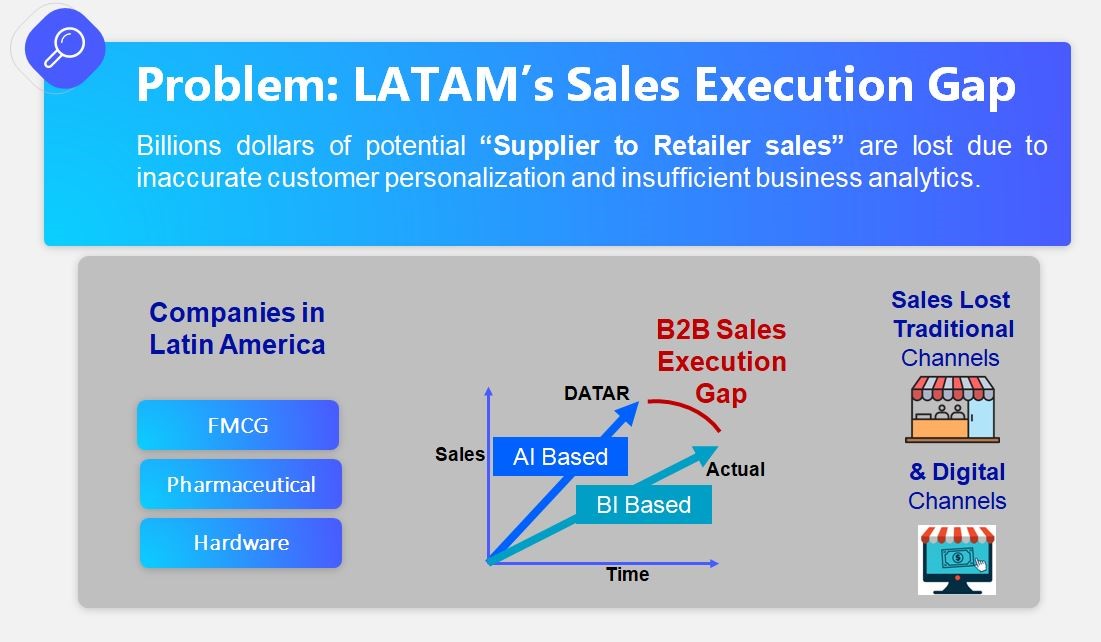 Problem: LATAM’s Sales Execution Gap
Billions dollars of potential “Supplier to Retailer sales” are lost due to
inaccurate customer personalization and insufficient business analytics.
Companies in
Latin America
FMCG
Pharmaceutical
Hardware
B2B Sales
Execution
Gap
DATAR
Sales
AI Based
Actual
BI Based
Time
Sales Lost
Traditional
Channels
& Digital
Channels